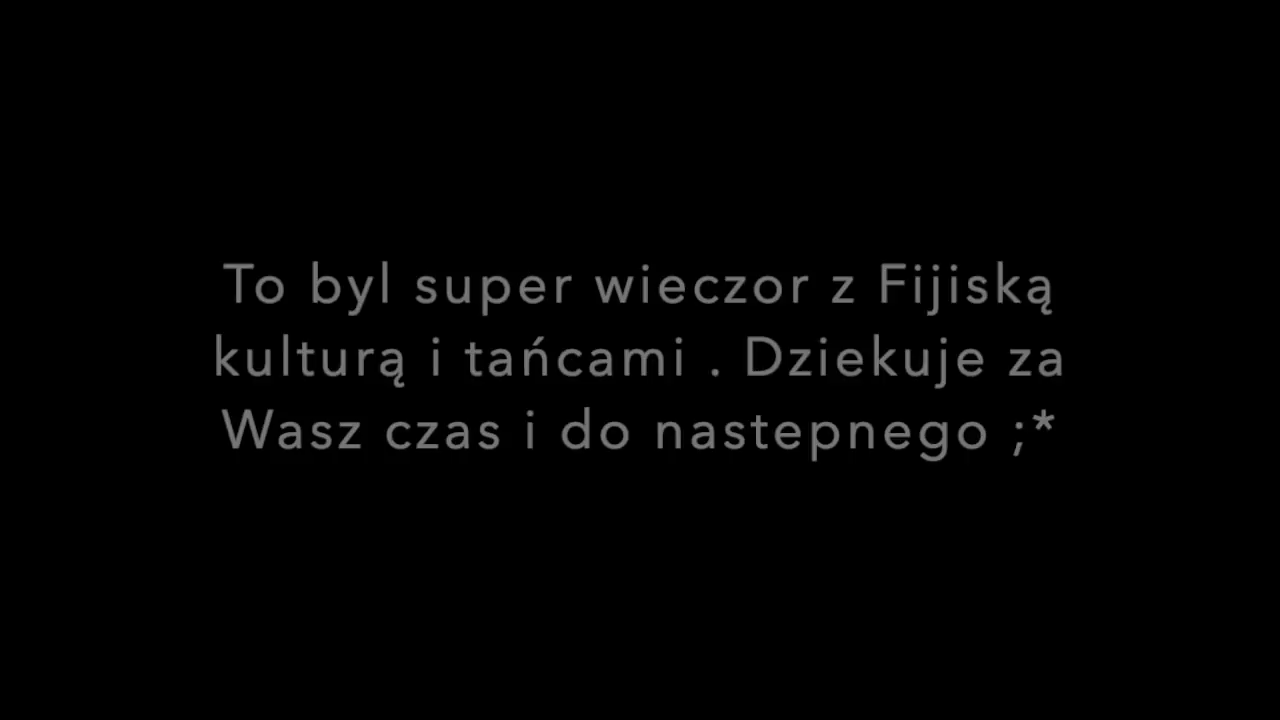 To byl super wieczor z Fijiską
kulturą i tańcami . Dziekuje za
Wasz czas i do nastepnego ;*